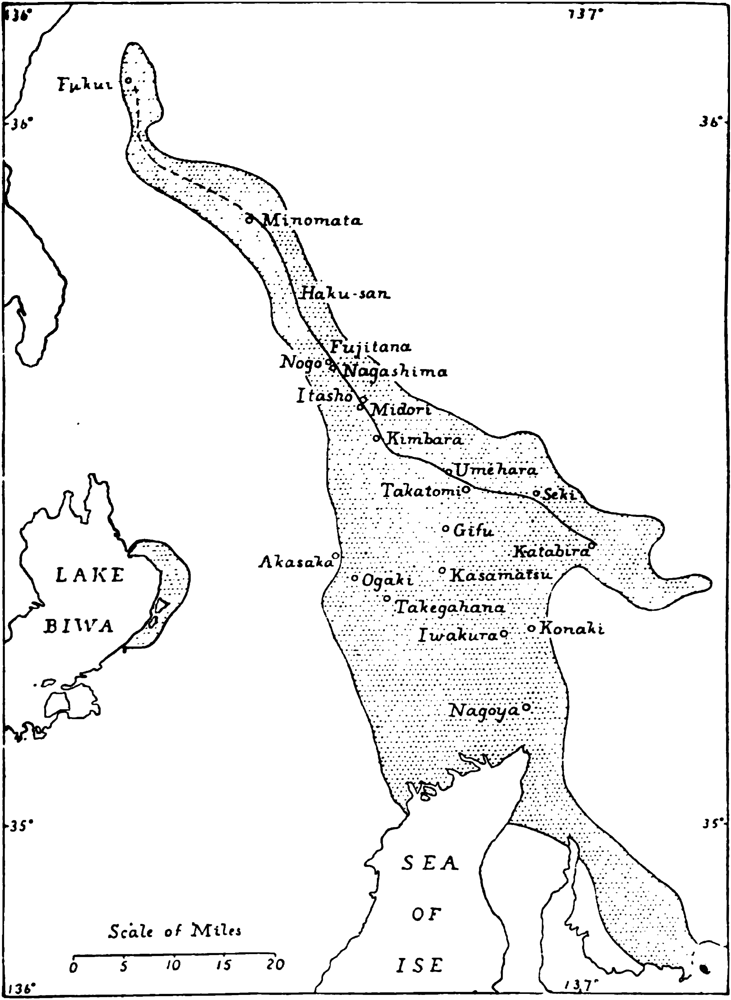 136° 137°
Fukui
36° 36°
Minomata
Haku-san
Fujitana
Nogo Nagashima
Itasho
Midori
Kimbara
Umehara
Takatomi Seki
Gifu
Katabira
Akasaka
Ogaki Kasamatsu
Takegahana
Iwakura Konaki
LAKE
BIWA
Nagoya
35° 35°
SEA
OF
ISE
Scale of Miles
0 5 10 15 20
136° 137°